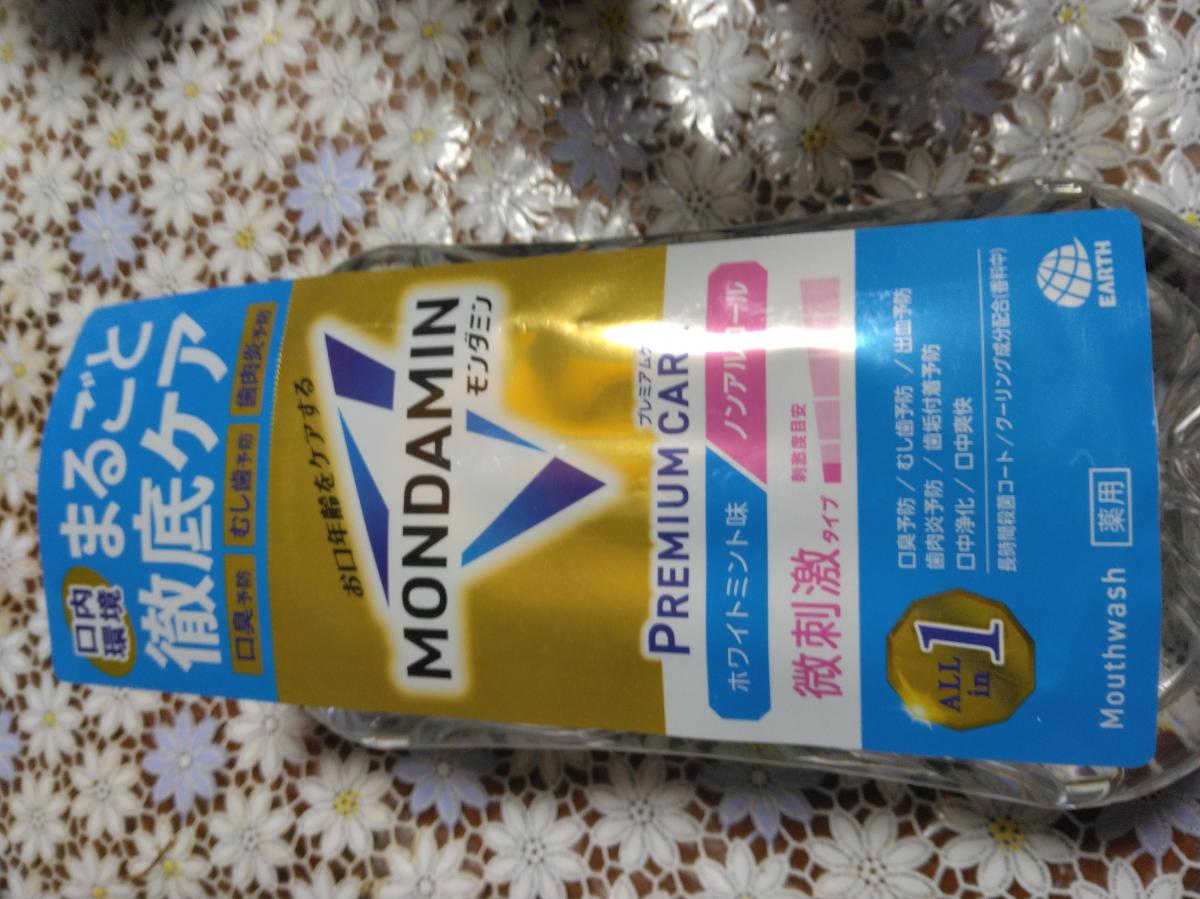 口内
環境
まるごと
徹底ケア
口臭予防
むし歯予防
歯肉炎予防
お口年齢をケアする
MONDAMIN
モンダミン
プレミアムケ
PREMIUM CARE
ホワイトミント味
ノンアルコール
微刺激タイプ
刺激度目安
ALL
in
1
口臭予防 / むし歯予防 / 出血予防
歯肉炎予防 / 歯垢付着予防
口中浄化 / 口中爽快
長時間殺菌コート / クーリング成分配合(香料中)
Mouthwash
薬用
EARTH